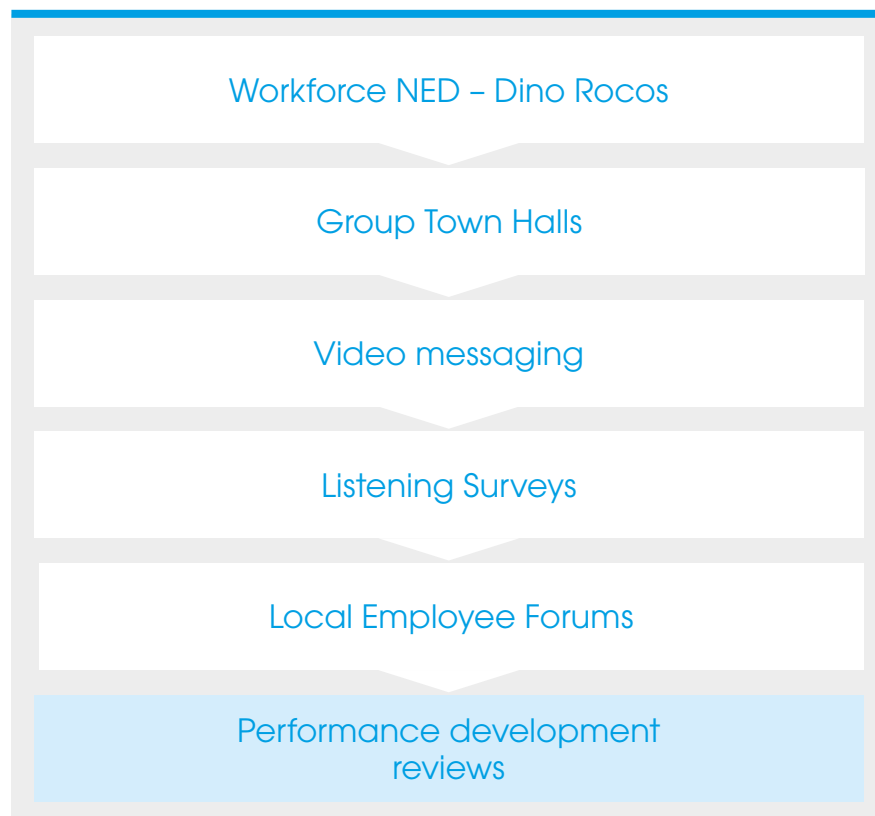 Workforce NED – Dino Rocos
Group Town Halls
Video messaging
Listening Surveys
Local Employee Forums
Performance development
reviews